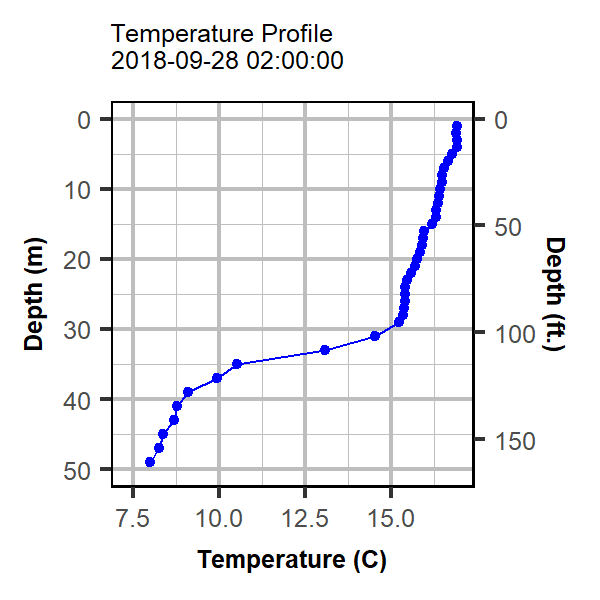 Temperature Profile
2018-09-28 02:00:00
0
10
20
30
40
50
Depth (m)
0
50
100
150
Depth (ft.)
7.5 10.0 12.5 15.0
Temperature (C)